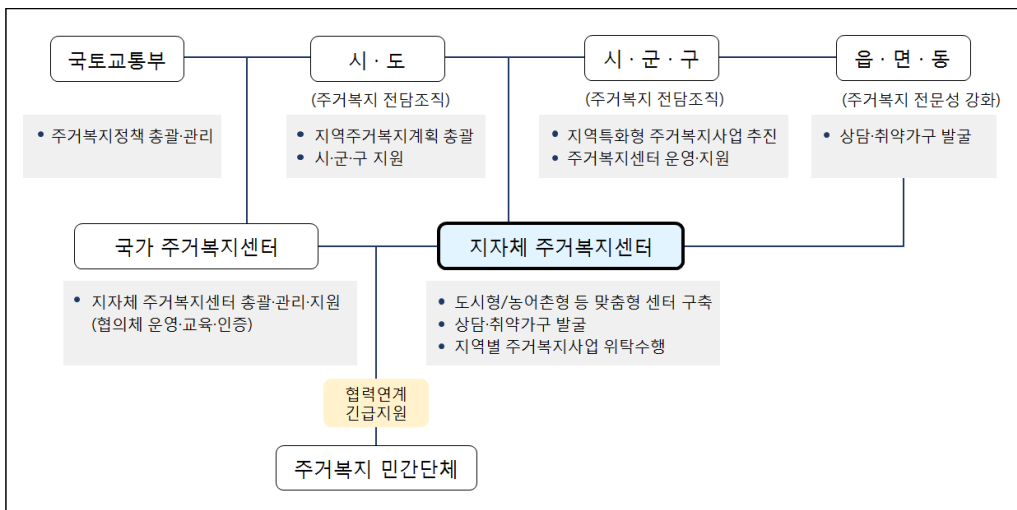 국토교통부
시·도
시·군·구
읍·면·동
(주거복지 전담조직)
(주거복지 전담조직)
(주거복지 전문성 강화)
• 주거복지정책 총괄·관리
• 지역주거복지계획 총괄
• 시·군·구 지원
• 지역특화형 주거복지사업 추진
• 주거복지센터 운영·지원
• 상담·취약가구 발굴
국가 주거복지센터
지자체 주거복지센터
• 지자체 주거복지센터 총괄·관리·지원
(협의체 운영·교육·인증)
• 도시형/농어촌형 등 맞춤형 센터 구축
• 상담·취약가구 발굴
• 지역별 주거복지사업 위탁수행
협력연계
긴급지원
주거복지 민간단체